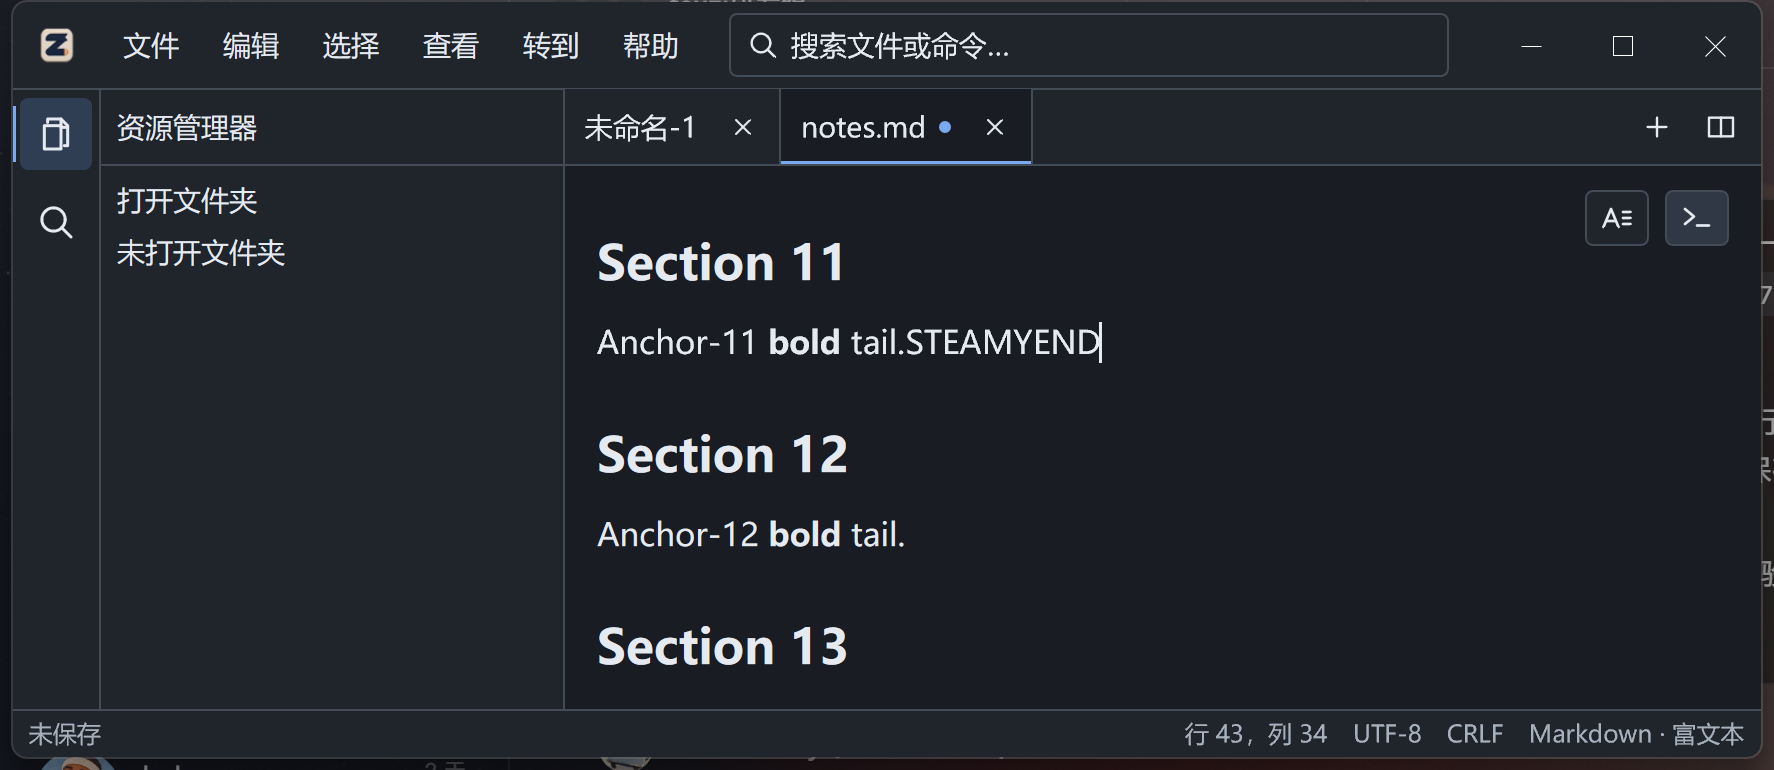 文件 编辑 选择 查看 转到 帮助 搜索文件或命令...
资源管理器 未命名-1 notes.md
打开文件夹
未打开文件夹
Section 11
Anchor-11 bold tail.STEAMYEND
Section 12
Anchor-12 bold tail.
Section 13
未保存 行 43，列 34 UTF-8 CRLF Markdown · 富文本